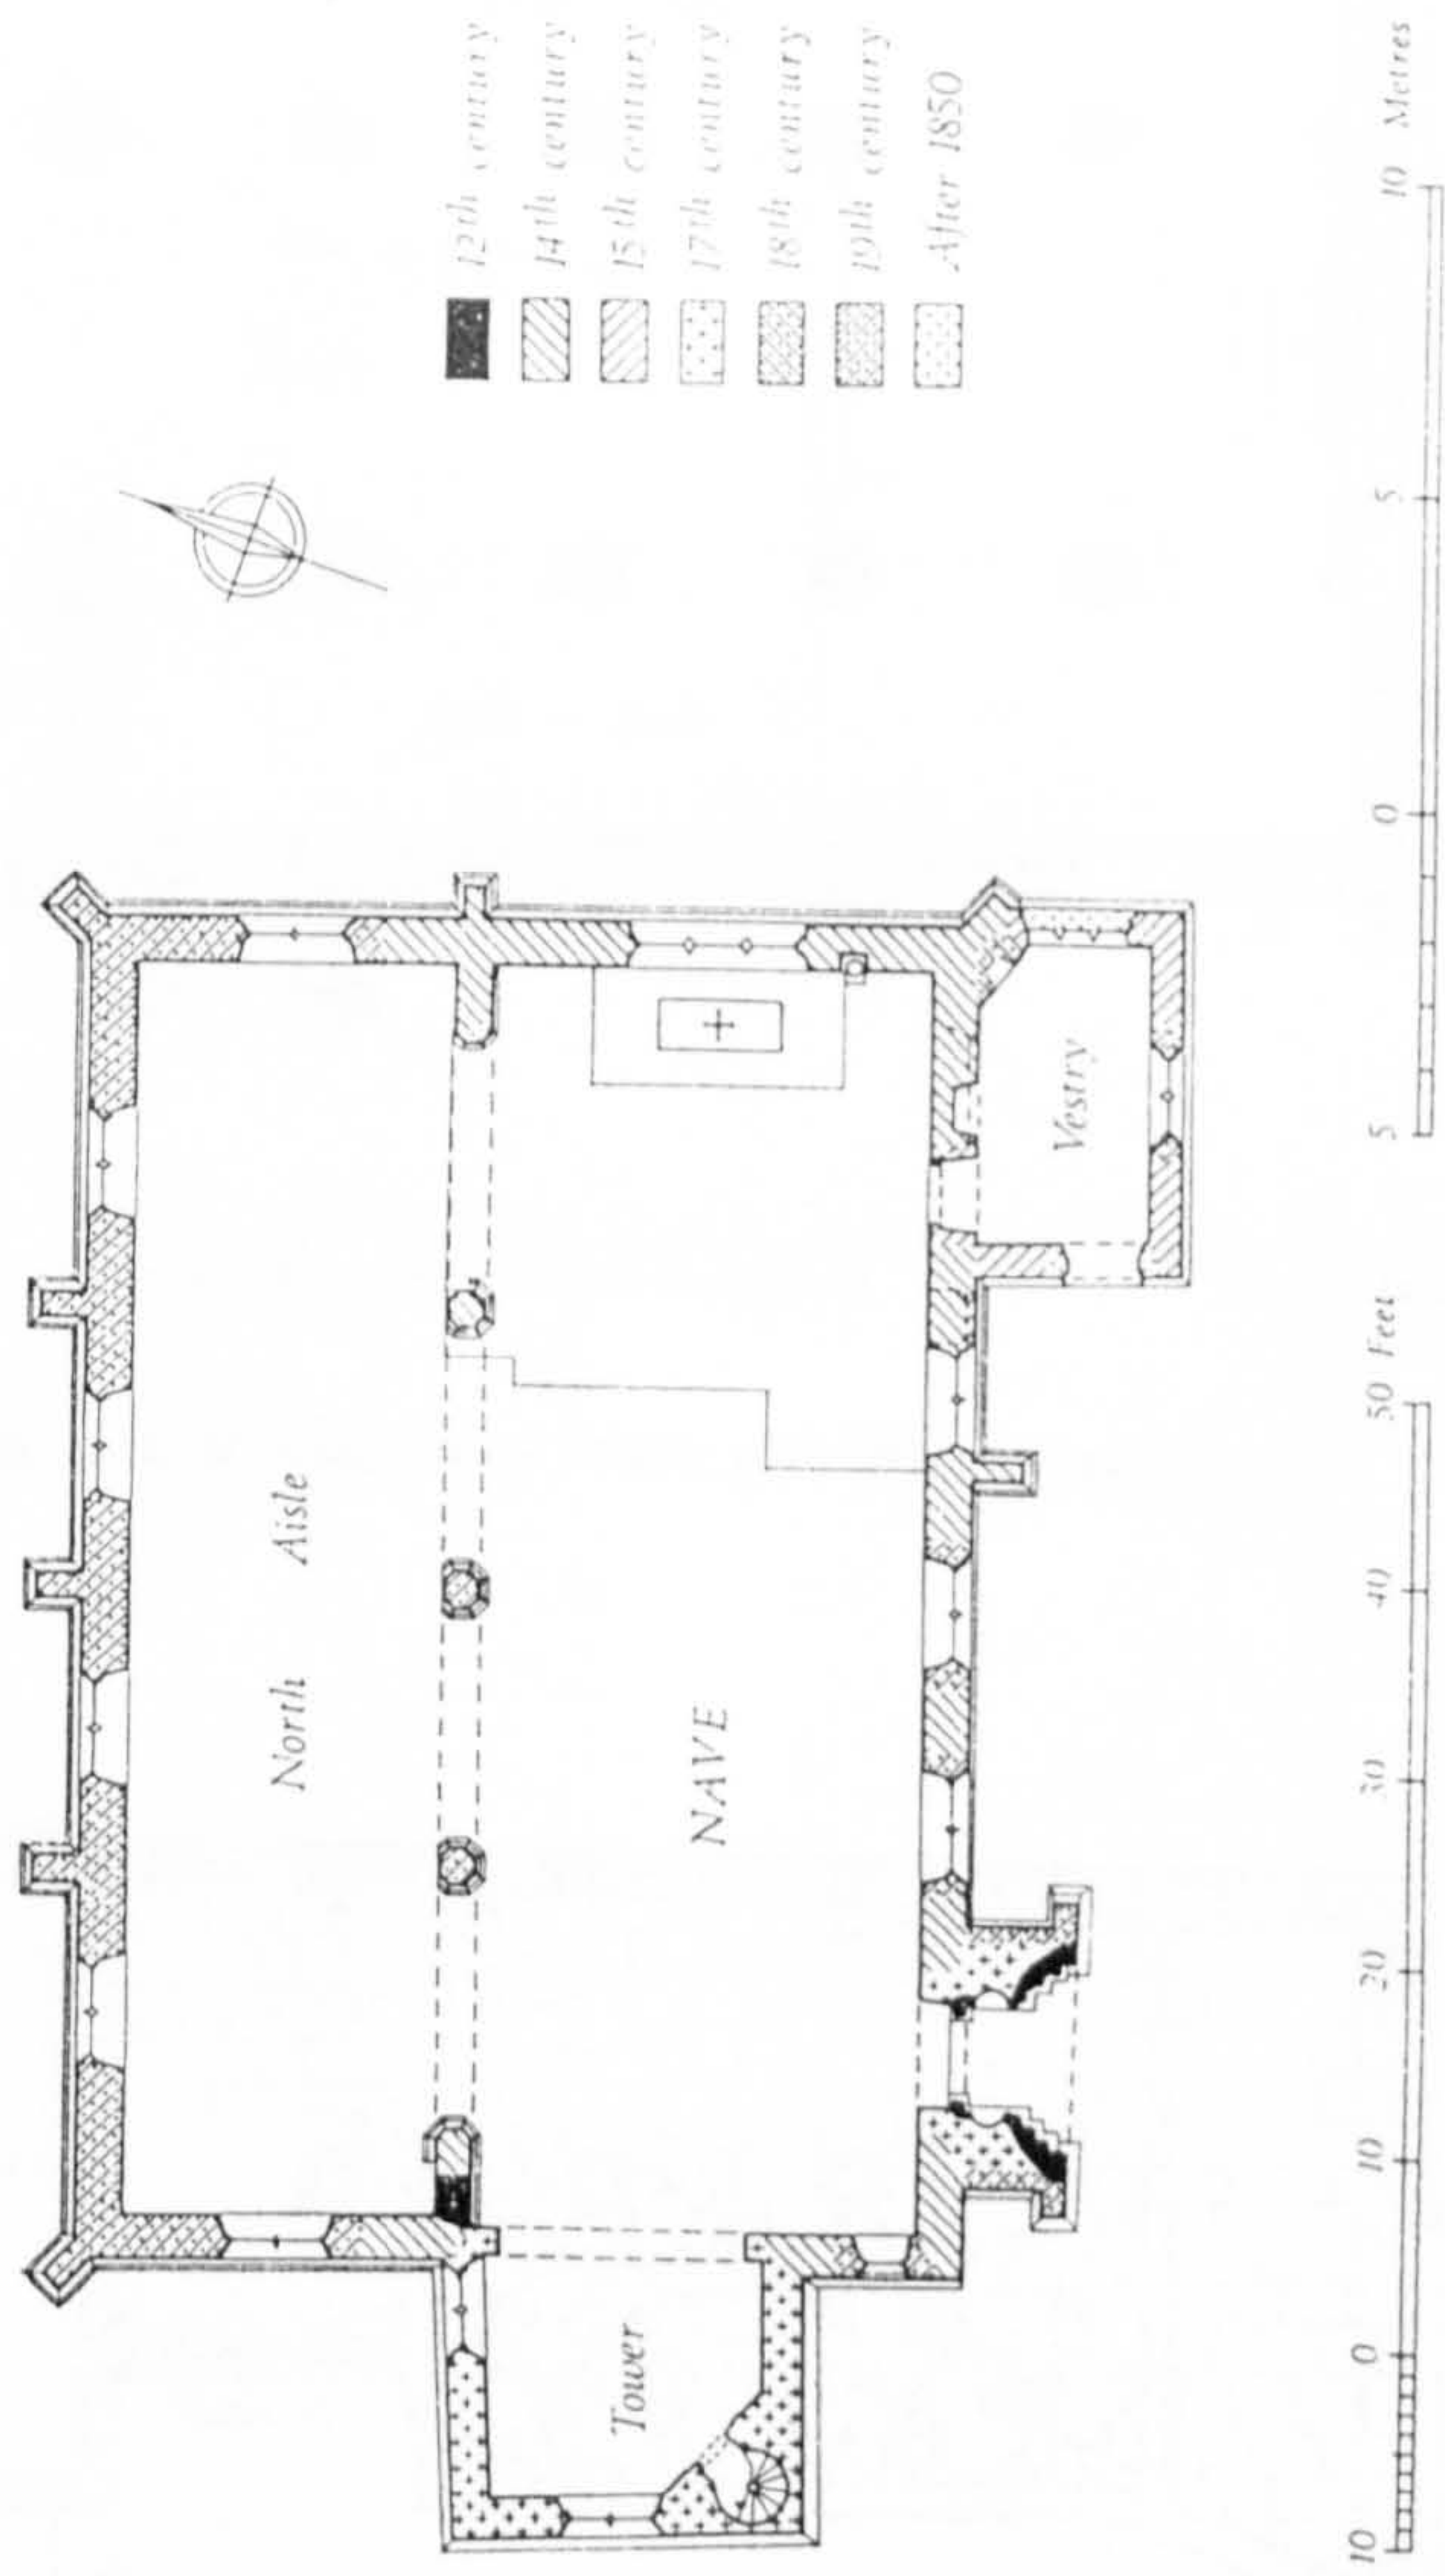 12th century
14th century
15th century
17th century
18th century
19th century
After 1850
North Aisle
NAVE
Tower
Vestry
10 0 10 20 30 40 50 Feet
5 0 5 10 Metres